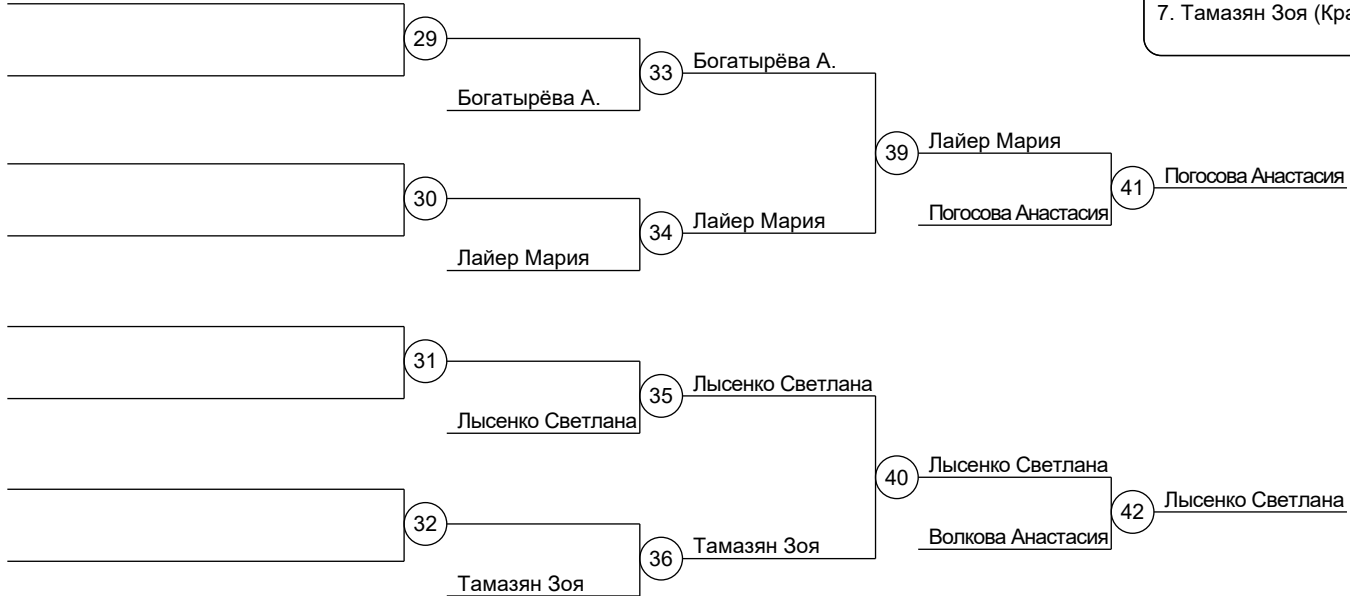 7. Тамазян Зоя (Кра
29
33
Богатырёва А.
Богатырёва А.
39
Лайер Мария
30
41
Погосова Анастасия
34
Лайер Мария
Погосова Анастасия
Лайер Мария
31
35
Лысенко Светлана
Лысенко Светлана
40
Лысенко Светлана
32
42
Лысенко Светлана
36
Тамазян Зоя
Волкова Анастасия
Тамазян Зоя